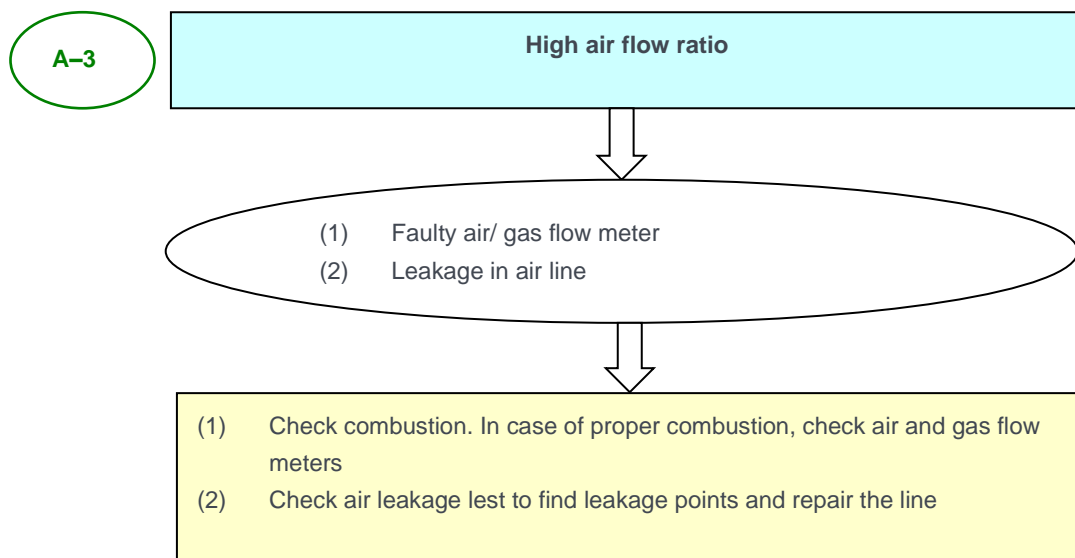 A–3
High air flow ratio
(1) Faulty air/ gas flow meter
(2) Leakage in air line
(1) Check combustion. In case of proper combustion, check air and gas flow
meters
(2) Check air leakage lest to find leakage points and repair the line